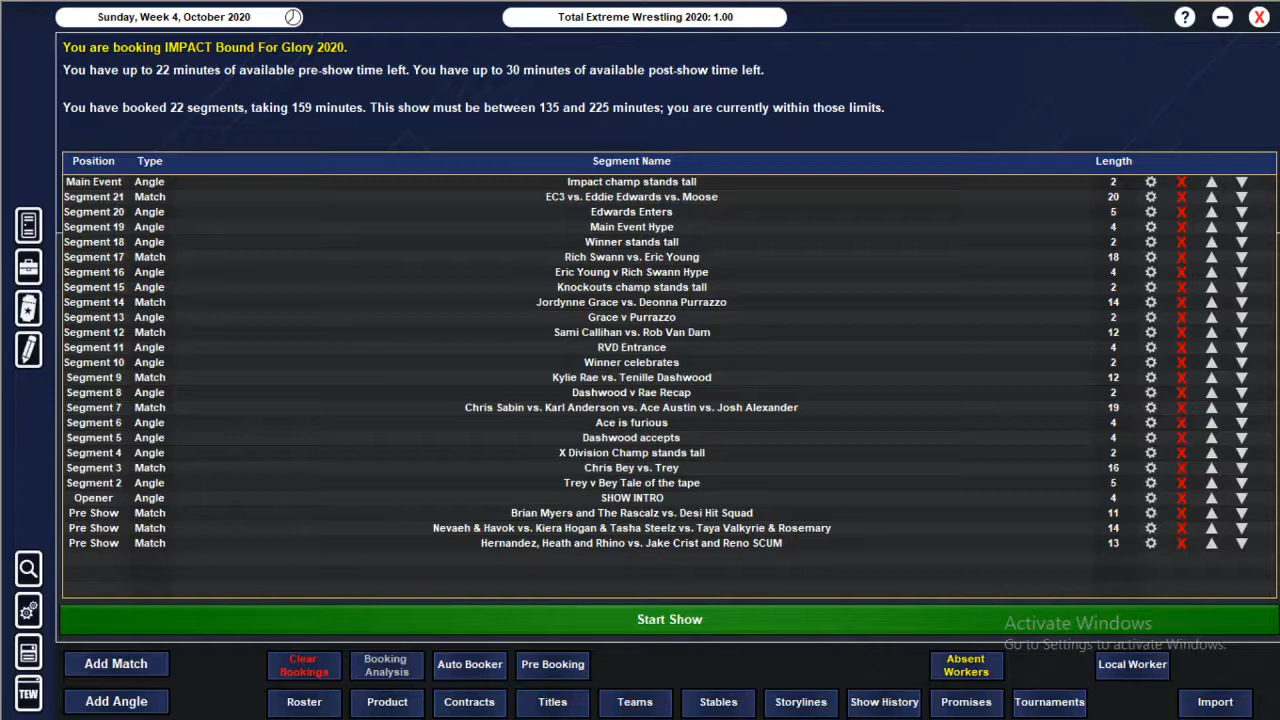 Sunday, Week 4, October 2020
Total Extreme Wrestling 2020: 1.00
?
X
You are booking IMPACT Bound For Glory 2020.
You have up to 22 minutes of available pre-show time left. You have up to 30 minutes of available post-show time left.
You have booked 22 segments, taking 159 minutes. This show must be between 135 and 225 minutes; you are currently within those limits.
Position Type Segment Name Length
Main Event Angle Impact champ stands tall 2 X
Segment 21 Match EC3 vs. Eddie Edwards vs. Moose 20 X
Segment 20 Angle Edwards Enters 5 X
Segment 19 Angle Main Event Hype 4 X
Segment 18 Angle Winner stands tall 2 X
Segment 17 Match Rich Swann vs. Eric Young 18 X
Segment 16 Angle Eric Young v Rich Swann Hype 4 X
Segment 15 Angle Knockouts champ stands tall 2 X
Segment 14 Match Jordynne Grace vs. Deonna Purrazzo 14 X
Segment 13 Angle Grace v Purrazzo 2 X
Segment 12 Match Sami Callihan vs. Rob Van Dam 12 X
Segment 11 Angle RVD Entrance 4 X
Segment 10 Angle Winner celebrates 2 X
Segment 9 Match Kylie Rae vs. Tenille Dashwood 12 X
Segment 8 Angle Dashwood v Rae Recap 2 X
Segment 7 Match Chris Sabin vs. Karl Anderson vs. Ace Austin vs. Josh Alexander 19 X
Segment 6 Angle Ace is furious 4 X
Segment 5 Angle Dashwood accepts 4 X
Segment 4 Angle X Division Champ stands tall 2 X
Segment 3 Match Chris Bey vs. Trey 16 X
Segment 2 Angle Trey v Bey Tale of the tape 5 X
Opener Angle SHOW INTRO 4 X
Pre Show Match Brian Myers and The Rascalz vs. Desi Hit Squad 11 X
Pre Show Match Nevaeh & Havok vs. Kiera Hogan & Tasha Steelz vs. Taya Valkyrie & Rosemary 14 X
Pre Show Match Hernandez, Heath and Rhino vs. Jake Crist and Reno SCUM 13 X
Start Show
Activate Windows
Go to Settings to activate Windows.
Add Match
Clear Bookings
Booking Analysis
Auto Booker
Pre Booking
Absent Workers
Local Worker
TEW
Add Angle
Roster
Product
Contracts
Titles
Teams
Stables
Storylines
Show History
Promises
Tournaments
Import